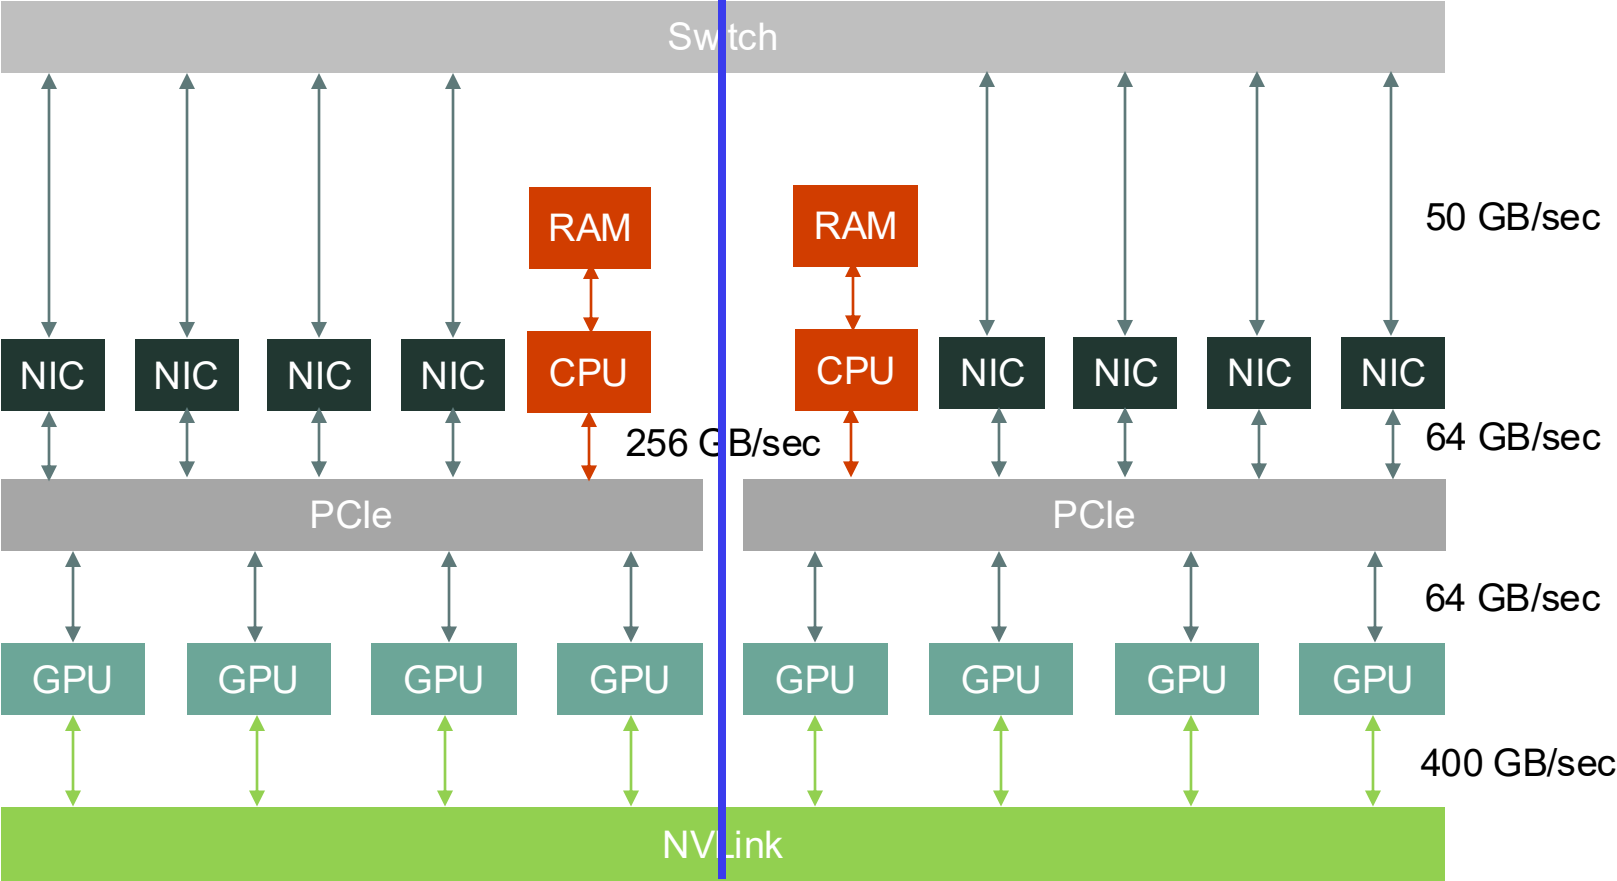 Switch
50 GB/sec
RAM
RAM
NIC
NIC
NIC
NIC
CPU
CPU
NIC
NIC
NIC
NIC
256 GB/sec
64 GB/sec
PCIe
PCIe
64 GB/sec
GPU
GPU
GPU
GPU
GPU
GPU
GPU
GPU
400 GB/sec
NVLink